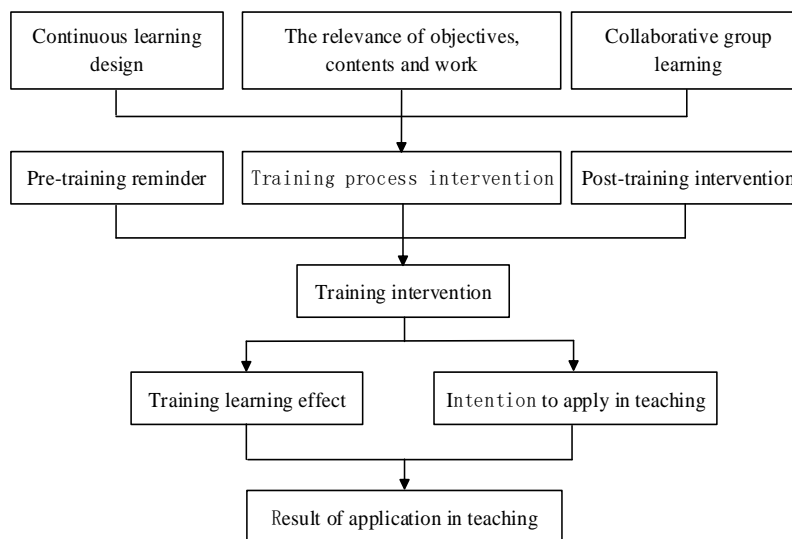 Continuous learning
design
The relevance of objectives,
contents and work
Collaborative group
learning
Pre-training reminder
Training process intervention
Post-training intervention
Training intervention
Training learning effect
Intention to apply in teaching
Result of application in teaching